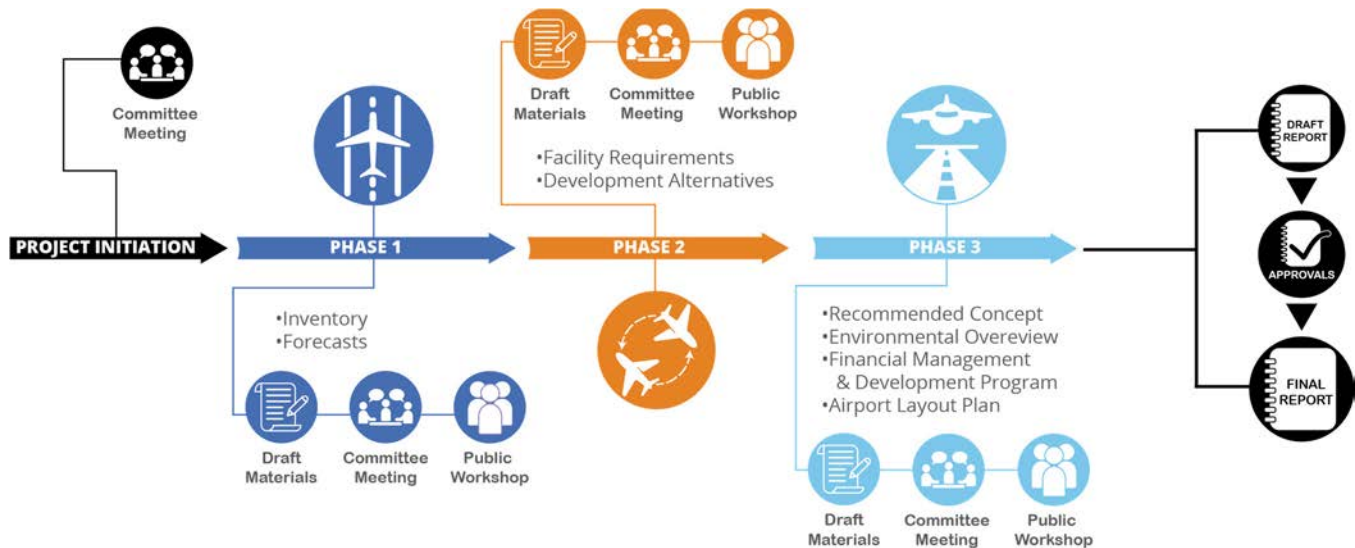 Committee
Meeting
PROJECT INITIATION
PHASE 1
•Inventory
•Forecasts
Draft
Materials
Committee
Meeting
Public
Workshop
Draft
Materials
Committee
Meeting
Public
Workshop
•Facility Requirements
•Development Alternatives
PHASE 2
PHASE 3
•Recommended Concept
•Environmental Overeview
•Financial Management
& Development Program
•Airport Layout Plan
Draft
Materials
Committee
Meeting
Public
Workshop
DRAFT
REPORT
APPROVALS
FINAL
REPORT